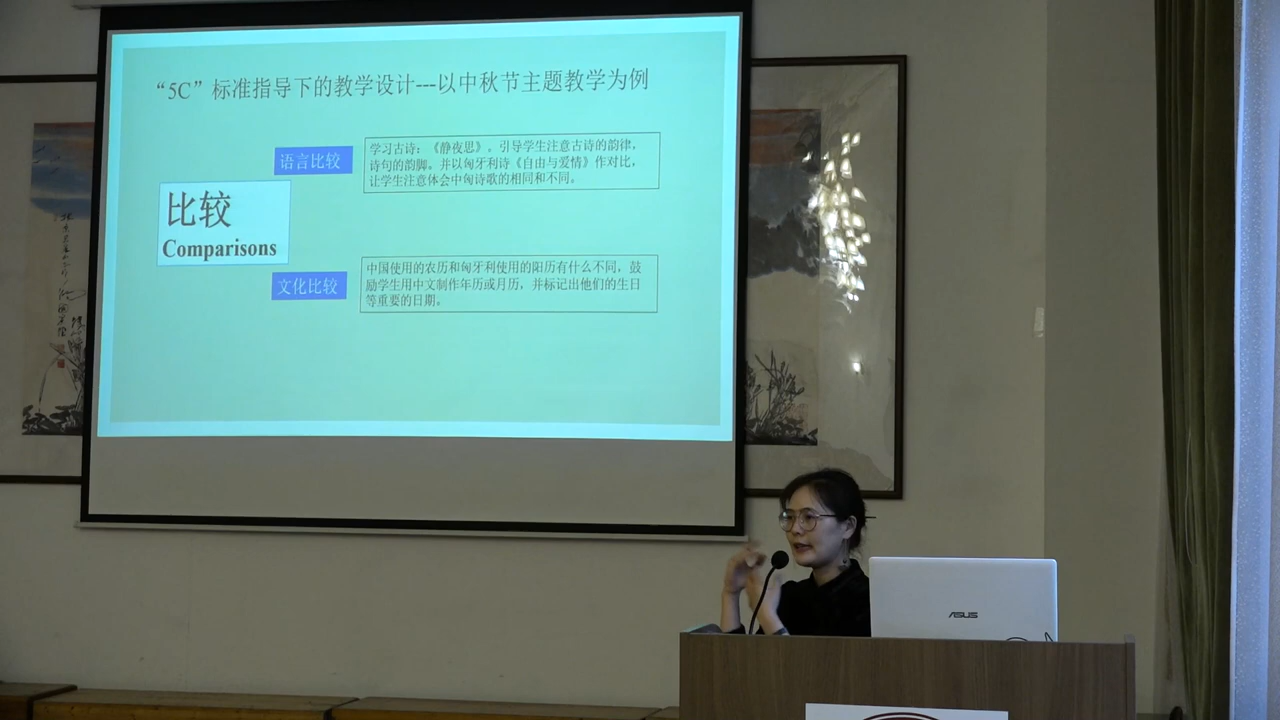 “5C”标准指导下的教学设计---以中秋节主题教学为例
语言比较
学习古诗：《静夜思》。引导学生注意古诗的韵律，
诗句的韵脚。并以匈牙利诗《自由与爱情》作对比，
让学生注意体会中匈诗歌的相同和不同。
比较
Comparisons
文化比较
中国使用的农历和匈牙利使用的阳历有什么不同，鼓
励学生用中文制作年历或月历，并标记出他们的生日
等重要的日期。
ASUS